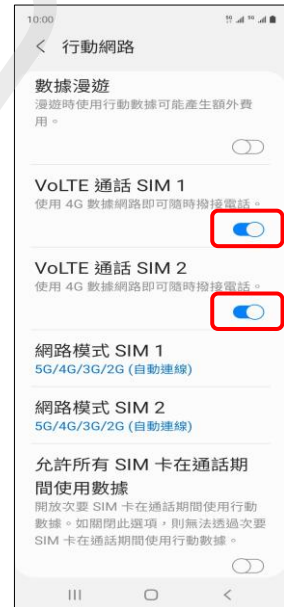 10:00
行動網路
數據漫遊
漫遊時使用行動數據可能產生額外費
用。
VoLTE 通話 SIM 1
使用 4G 數據網路即可隨時撥接電話。
VoLTE 通話 SIM 2
使用 4G 數據網路即可隨時撥接電話。
網路模式 SIM 1
5G/4G/3G/2G (自動連線)
網路模式 SIM 2
5G/4G/3G/2G (自動連線)
允許所有 SIM 卡在通話期
間使用數據
開放次要 SIM 卡在通話期間使用行動
數據。如關閉此選項，則無法透過次要
SIM 卡在通話期間使用行動數據。